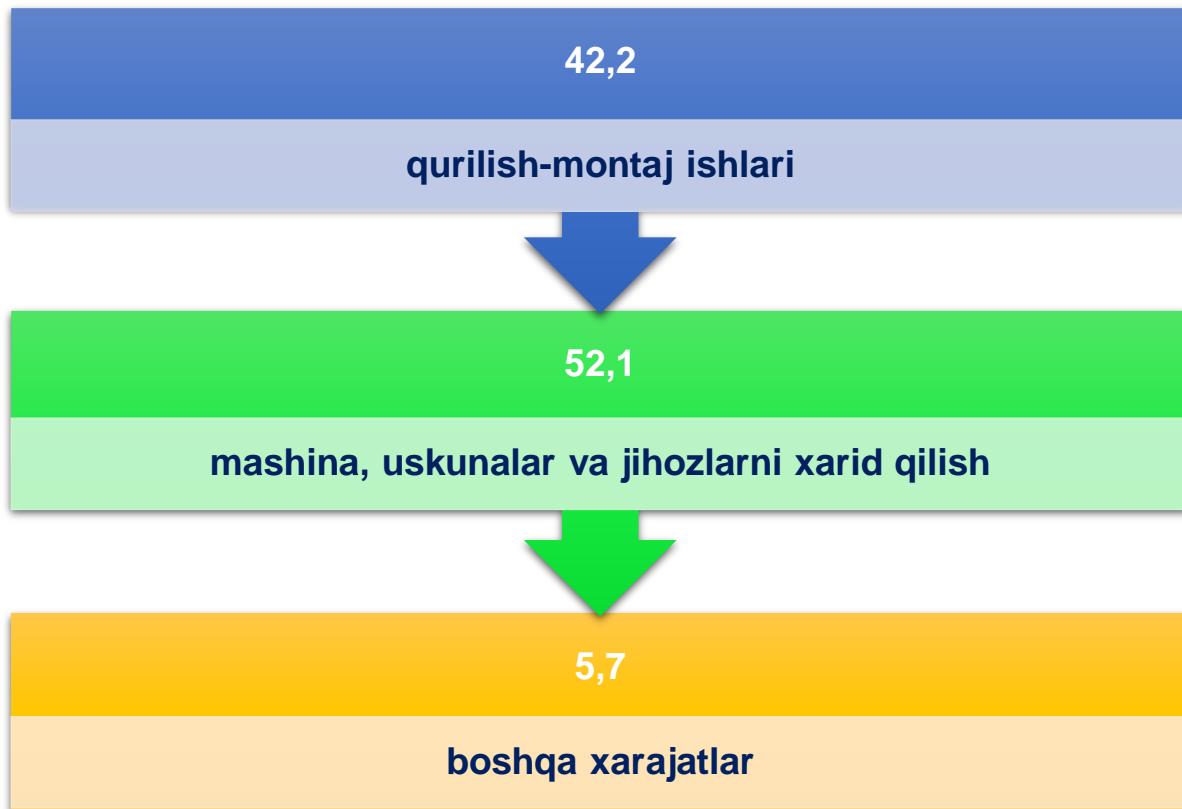 42,2
qurilish-montaj ishlari
52,1
mashina, uskunalar va jihozlarni xarid qilish
5,7
boshqa xarajatlar